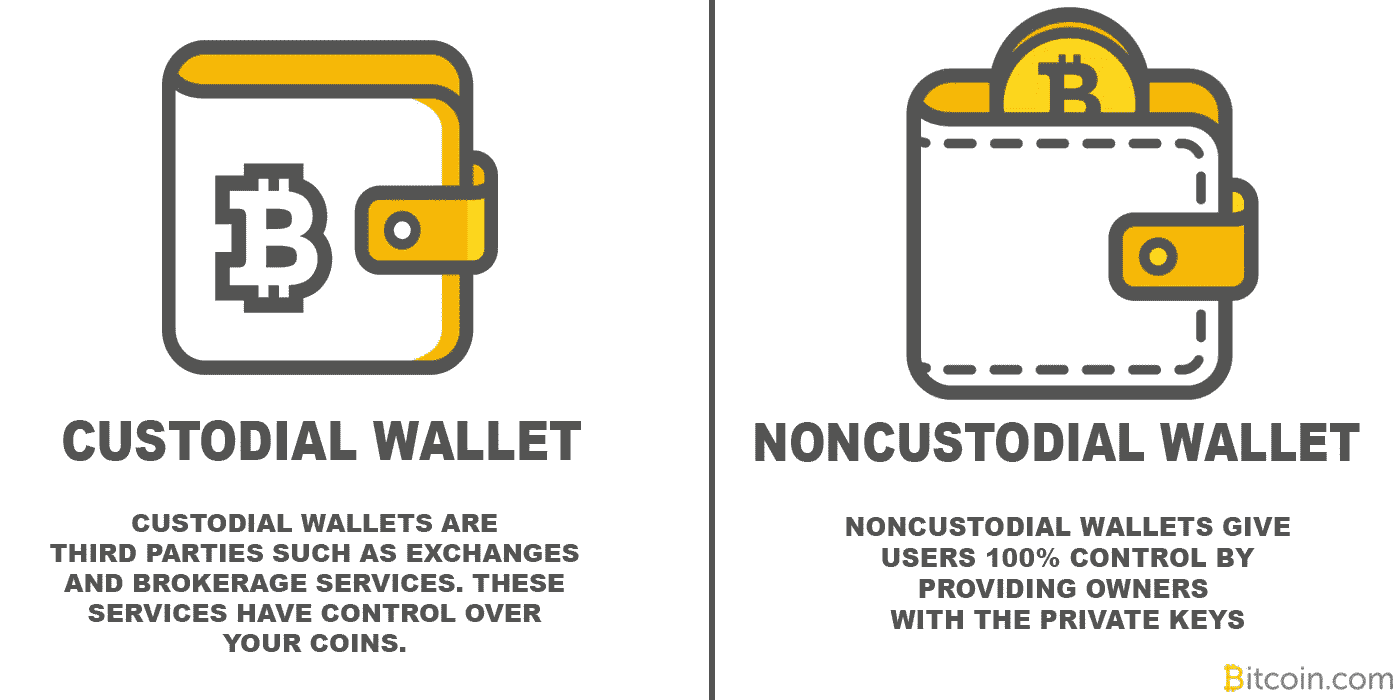 CUSTODIAL WALLET
CUSTODIAL WALLETS ARE
THIRD PARTIES SUCH AS EXCHANGES
AND BROKERAGE SERVICES. THESE
SERVICES HAVE CONTROL OVER
YOUR COINS.
NONCUSTODIAL WALLET
NONCUSTODIAL WALLETS GIVE
USERS 100% CONTROL BY
PROVIDING OWNERS
WITH THE PRIVATE KEYS
Bitcoin.com